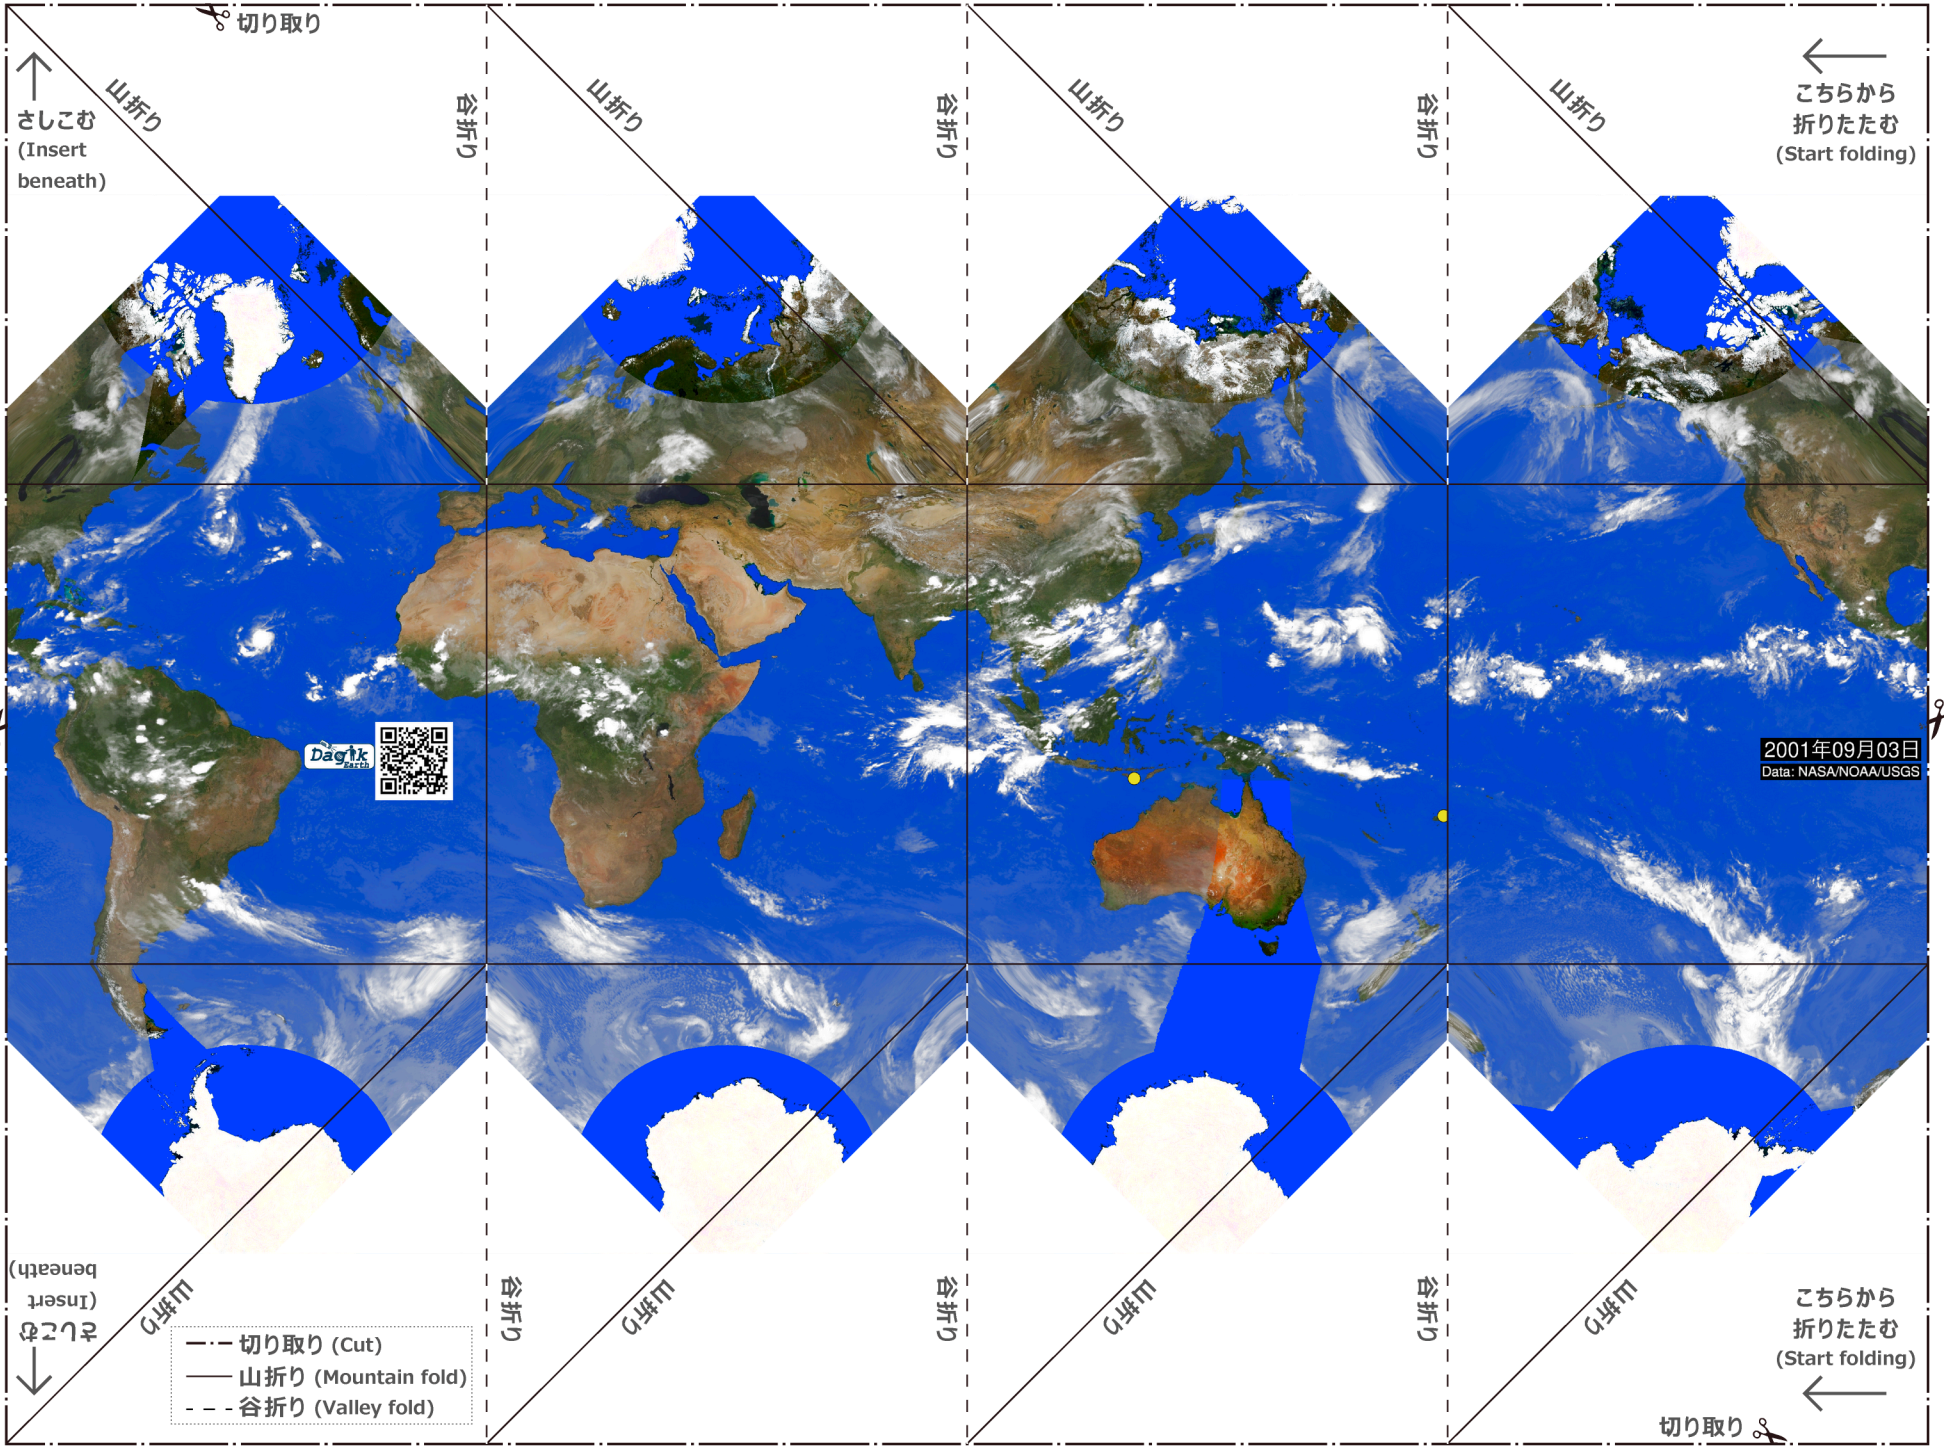 切り取り
さしこむ
(Insert
beneath)
山折り
谷折り
山折り
谷折り
山折り
谷折り
山折り
こちらから
折りたたむ
(Start folding)
Dagik
Earth
2001年09月03日
Data: NASA/NOAA/USGS
さしこむ
(Insert
beneath)
山折り
谷折り
山折り
谷折り
山折り
谷折り
山折り
こちらから
折りたたむ
(Start folding)
切り取り (Cut)
山折り (Mountain fold)
谷折り (Valley fold)
切り取り